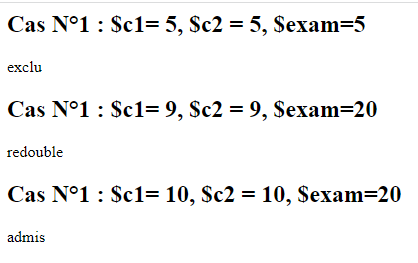 Cas N°1 : $c1= 5, $c2 = 5, $exam=5
exclu
Cas N°1 : $c1= 9, $c2 = 9, $exam=20
redouble
Cas N°1 : $c1= 10, $c2 = 10, $exam=20
admis